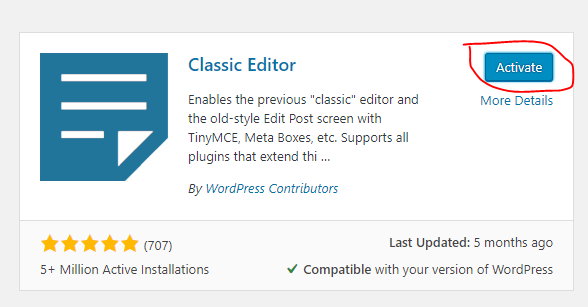 Classic Editor
Activate
More Details
Enables the previous "classic" editor and
the old-style Edit Post screen with
TinyMCE, Meta Boxes, etc. Supports all
plugins that extend thi ...
By WordPress Contributors
(707)
Last Updated: 5 months ago
5+ Million Active Installations
Compatible with your version of WordPress